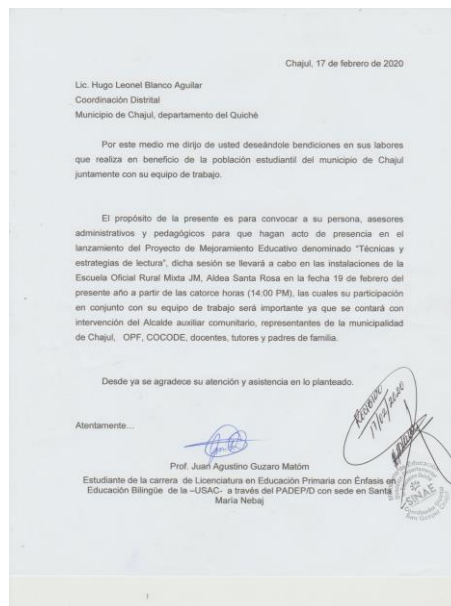 Chajul, 17 de febrero de 2020
Lic. Hugo Leonel Blanco Aguilar
Coordinación Distrital
Municipio de Chajul, departamento del Quiché
Por este medio me dirijo de usted deseándole bendiciones en sus labores
que realiza en beneficio de la población estudiantil del municipio de Chajul
juntamente con su equipo de trabajo.
El propósito de la presente es para convocar a su persona, asesores
administrativos y pedagógicos para que hagan acto de presencia en el
lanzamiento del Proyecto de Mejoramiento Educativo denominado "Técnicas y
estrategias de lectura", dicha sesión se llevará a cabo en las instalaciones de la
Escuela Oficial Rural Mixta JM, Aldea Santa Rosa en la fecha 19 de febrero del
presente año a partir de las catorce horas (14:00 PM), las cuales su participación
en conjunto con su equipo de trabajo será importante ya que se contará con
intervención del Alcalde auxiliar comunitario, representantes de la municipalidad
de Chajul, OPF, COCODE, docentes, tutores y padres de familia.
Desde ya se agradece su atención y asistencia en lo planteado.
Recibido
17/02/2020
Atentamente...
Prof. Juan Agustino Guzaro Matóm
Estudiante de la carrera de Licenciatura en Educación Primaria con Énfasis en
Educación Bilingüe de la –USAC- a través del PADEP/D con sede en Santa
María Nebaj
SINAE